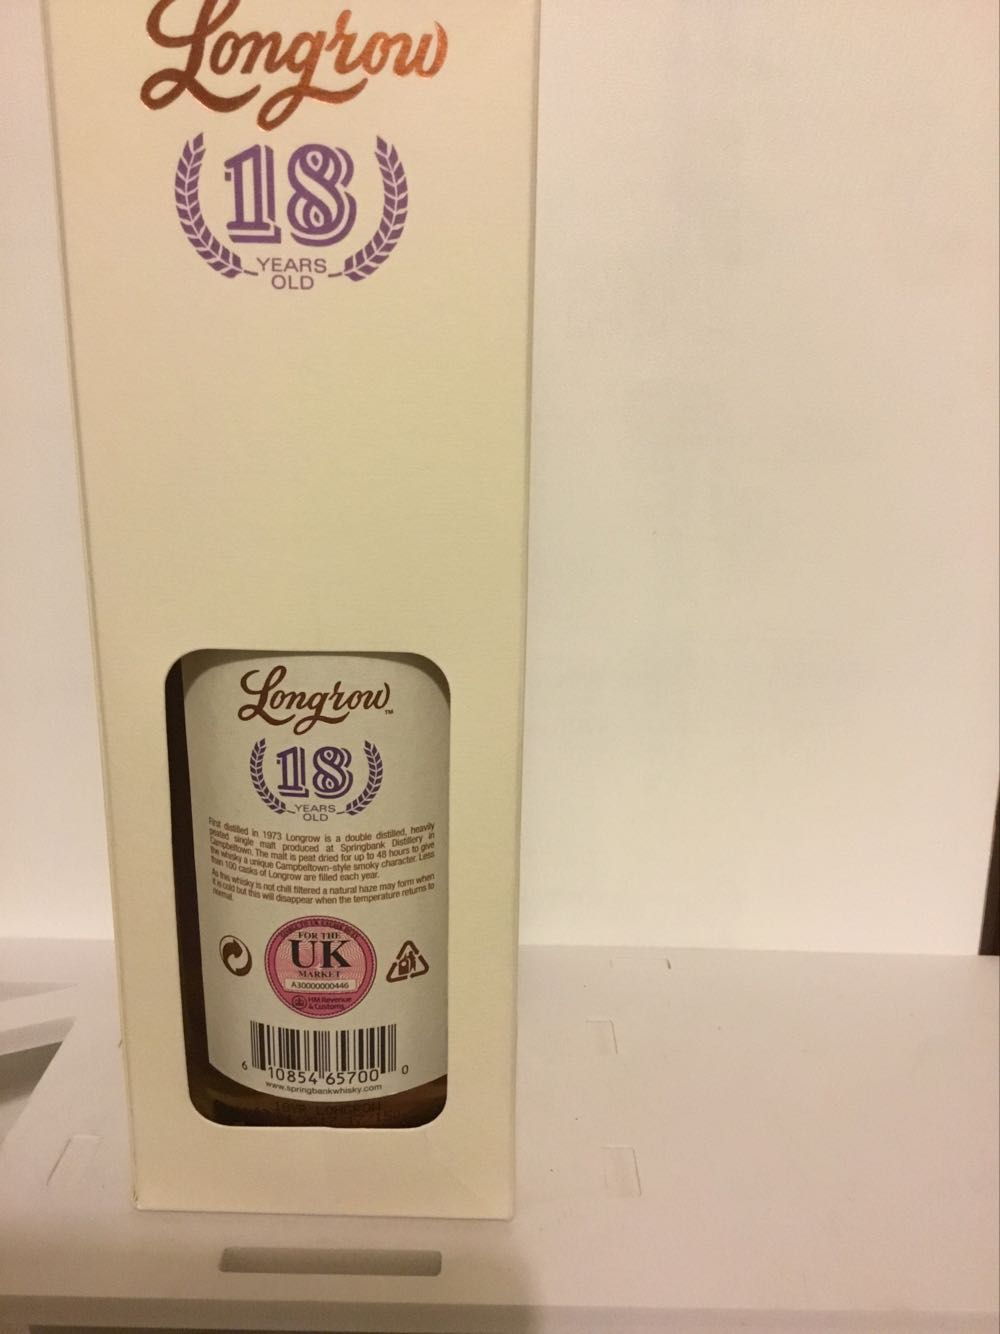 Longrow
18
YEARS
OLD
Longrow™
18
YEARS
OLD
First distilled in 1973 Longrow is a double distilled, heavily
peated single malt produced at Springbank Distillery in
Campbeltown. The malt is peat dried for up to 48 hours to give
the whisky a unique Campbeltown-style smoky character. Less
than 100 casks of Longrow are filled each year.
As this whisky is not chill filtered a natural haze may form when
it is cold but this will disappear when the temperature returns to
normal.
FOR THE
UK
MARKET
A30000000446
HM Revenue
& Customs
6 10854 65700 0
www.springbankwhisky.com
18YR LONGROW